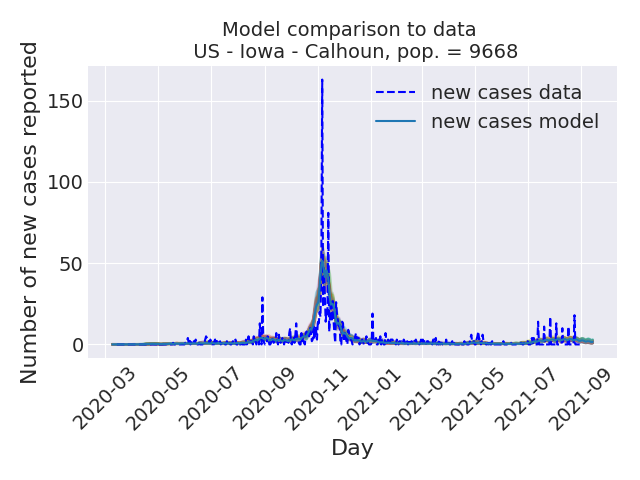 Model comparison to data
US - Iowa - Calhoun, pop. = 9668
Number of new cases reported
150
100
50
0
new cases data
new cases model
2020-03
2020-05
2020-07
2020-09
2020-11
2021-01
2021-03
2021-05
2021-07
2021-09
Day